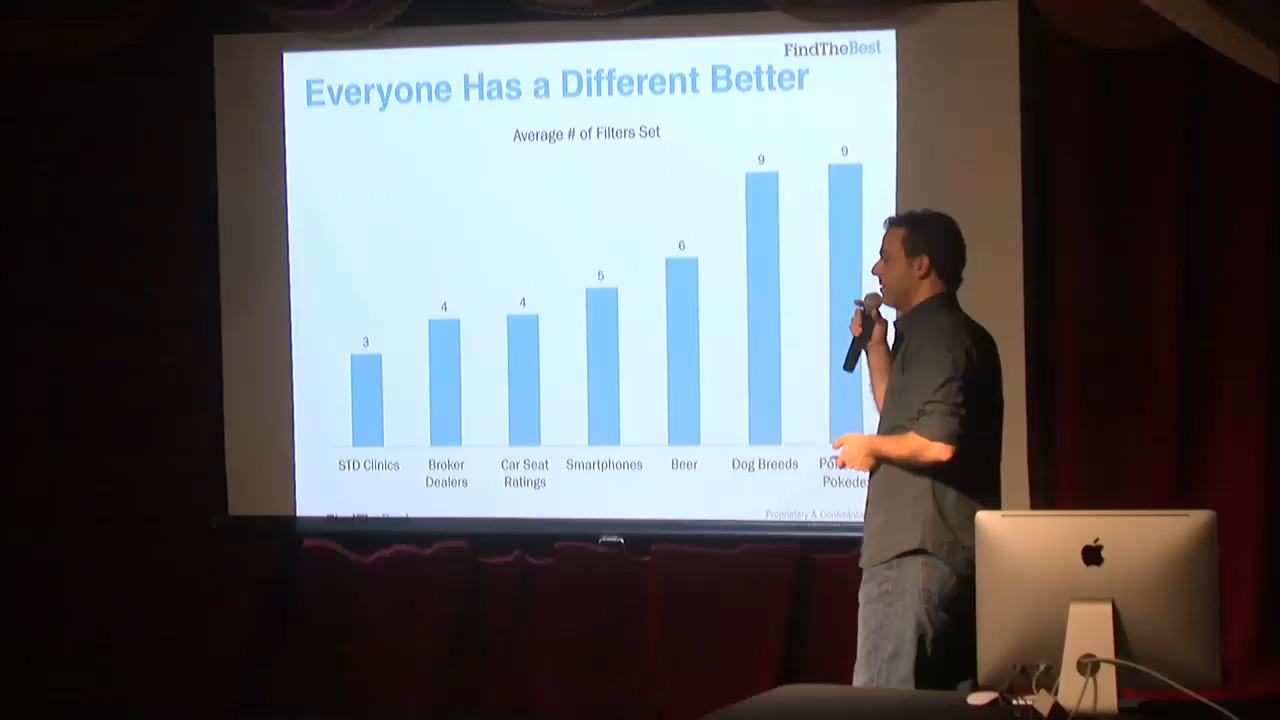 FindTheBest
Everyone Has a Different Better
Average # of Filters Set
3
4
4
5
6
9
9
STD Clinics
Broker
Dealers
Car Seat
Ratings
Smartphones
Beer
Dog Breeds
Proprietary &